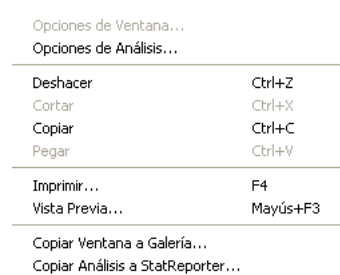 Opciones de Ventana...
Opciones de Análisis...
Deshacer Ctrl+Z
Cortar Ctrl+X
Copiar Ctrl+C
Pegar Ctrl+V
Imprimir... F4
Vista Previa... Mayús+F3
Copiar Ventana a Galería...
Copiar Análisis a StatReporter...